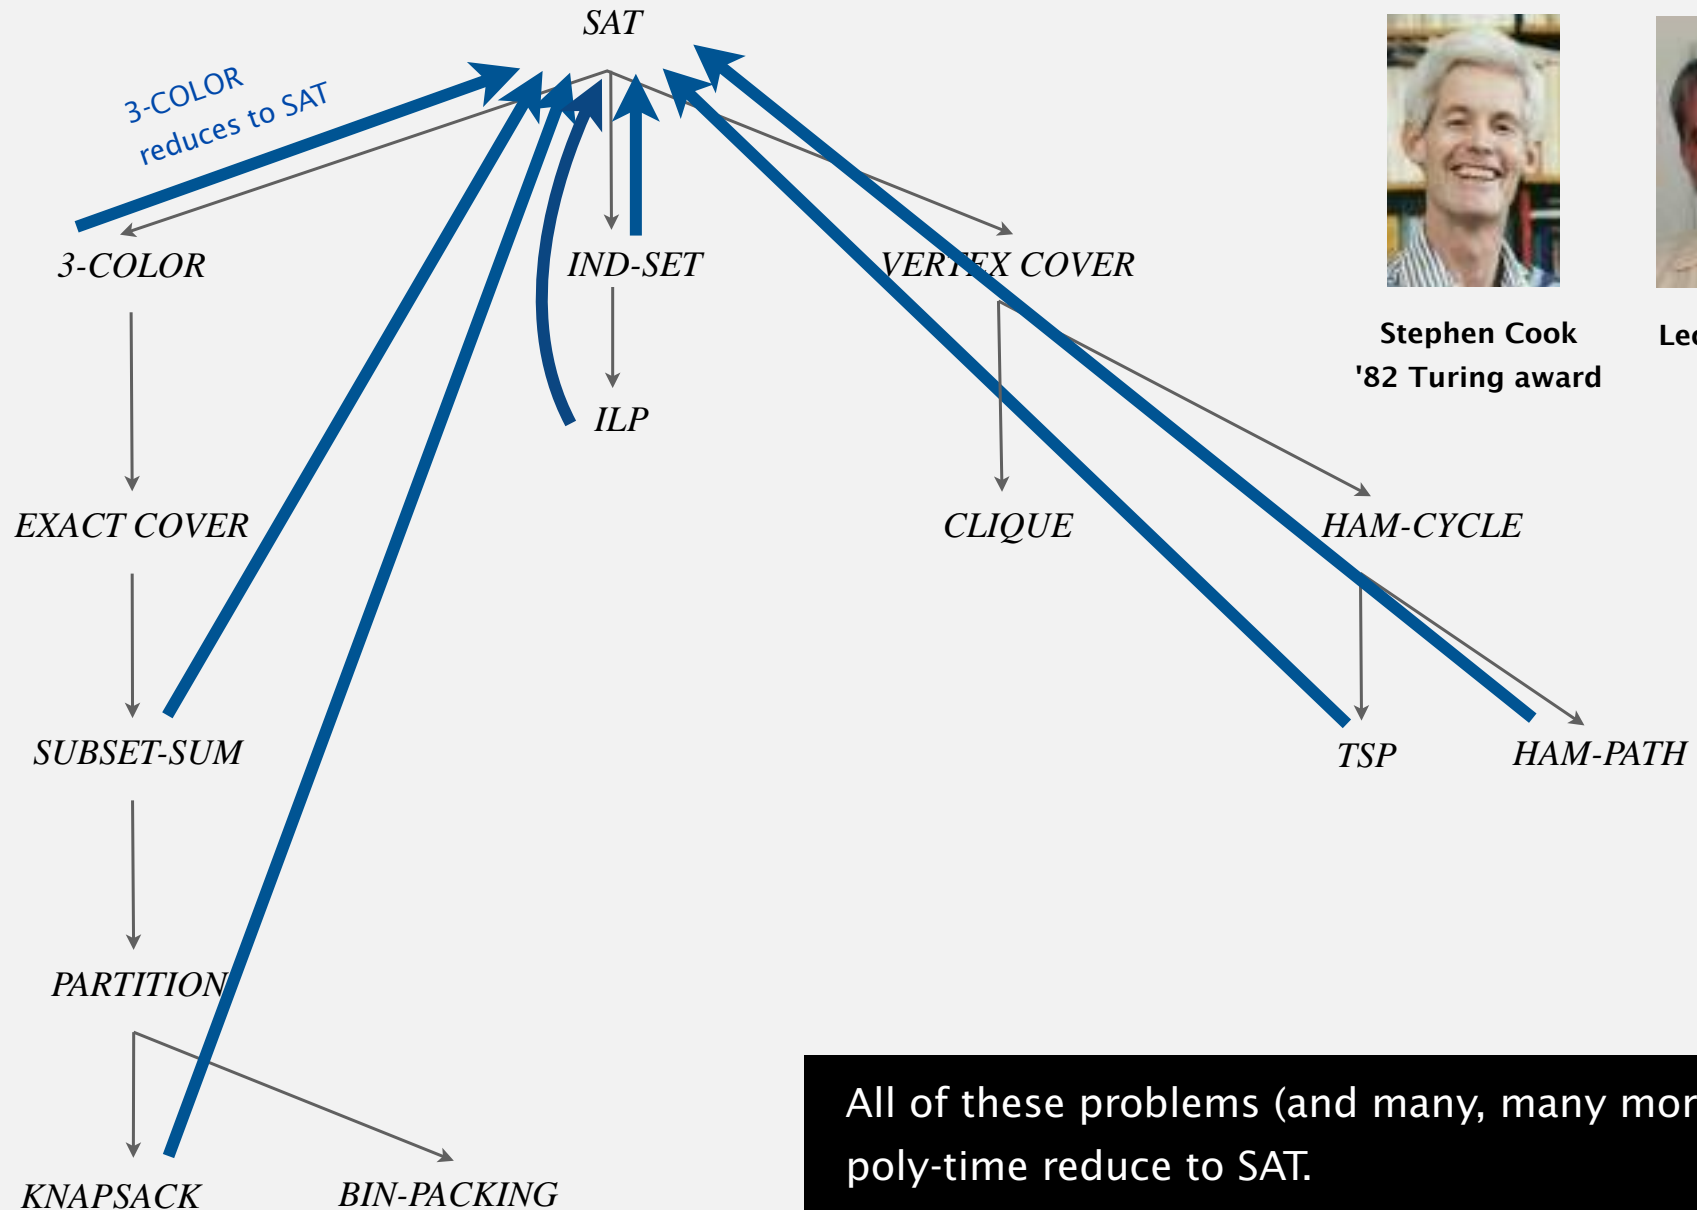 SAT
3-COLOR
reduces to SAT
3-COLOR
IND-SET
VERTEX COVER
Stephen Cook
'82 Turing award
ILP
EXACT COVER
CLIQUE
HAM-CYCLE
SUBSET-SUM
TSP
HAM-PATH
PARTITION
All of these problems (and many, many
poly-time reduce to SAT.
KNAPSACK
BIN-PACKING